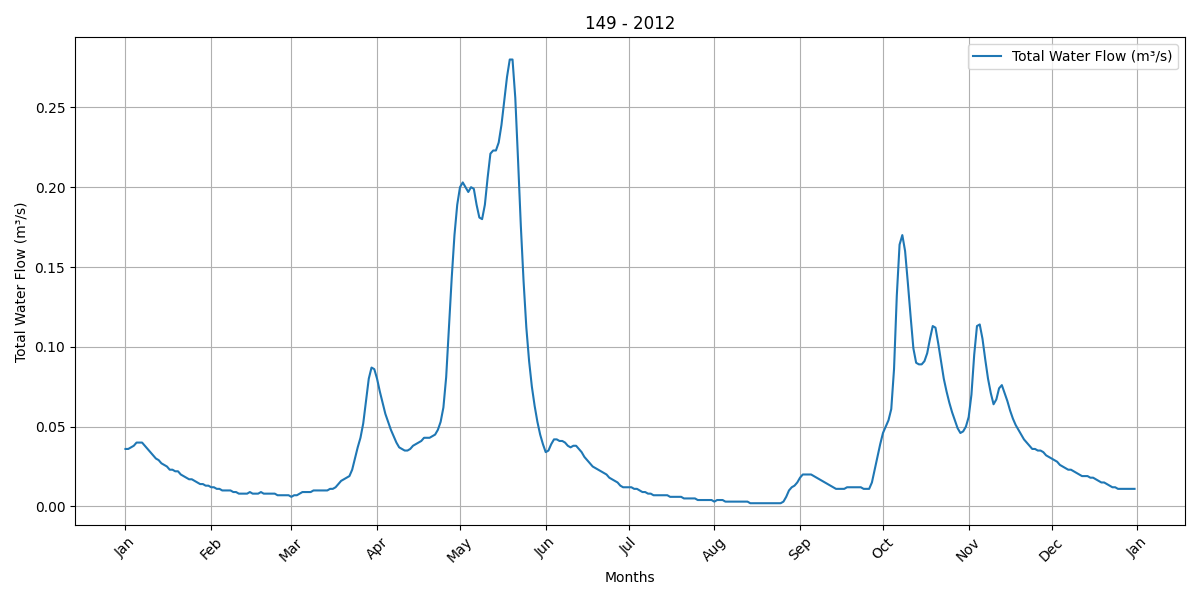 149 - 2012
Total Water Flow (m³/s)
Total Water Flow (m³/s)
0.25
0.20
0.15
0.10
0.05
0.00
Jan
Feb
Mar
Apr
May
Jun
Jul
Aug
Sep
Oct
Nov
Dec
Jan
Months